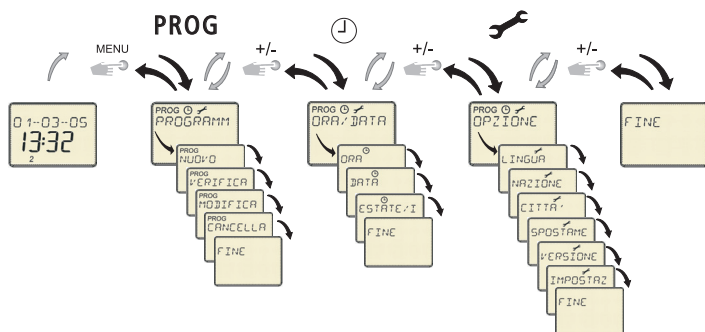 PROG
MENU
+/-
+/-
+/-
01-03-05
13:32
2
PROG
PROGRAMM
PROG
NUOVO
PROG
VERIFICA
PROG
MODIFICA
PROG
CANCELLA
FINE
PROG
ORA/DATA
ORA
DATA
ESTATE/I
FINE
PROG
OPZIONE
LINGUA
NAZIONE
CITTA'
SPOSTAME
VERSIONE
IMPOSTAZ
FINE
FINE